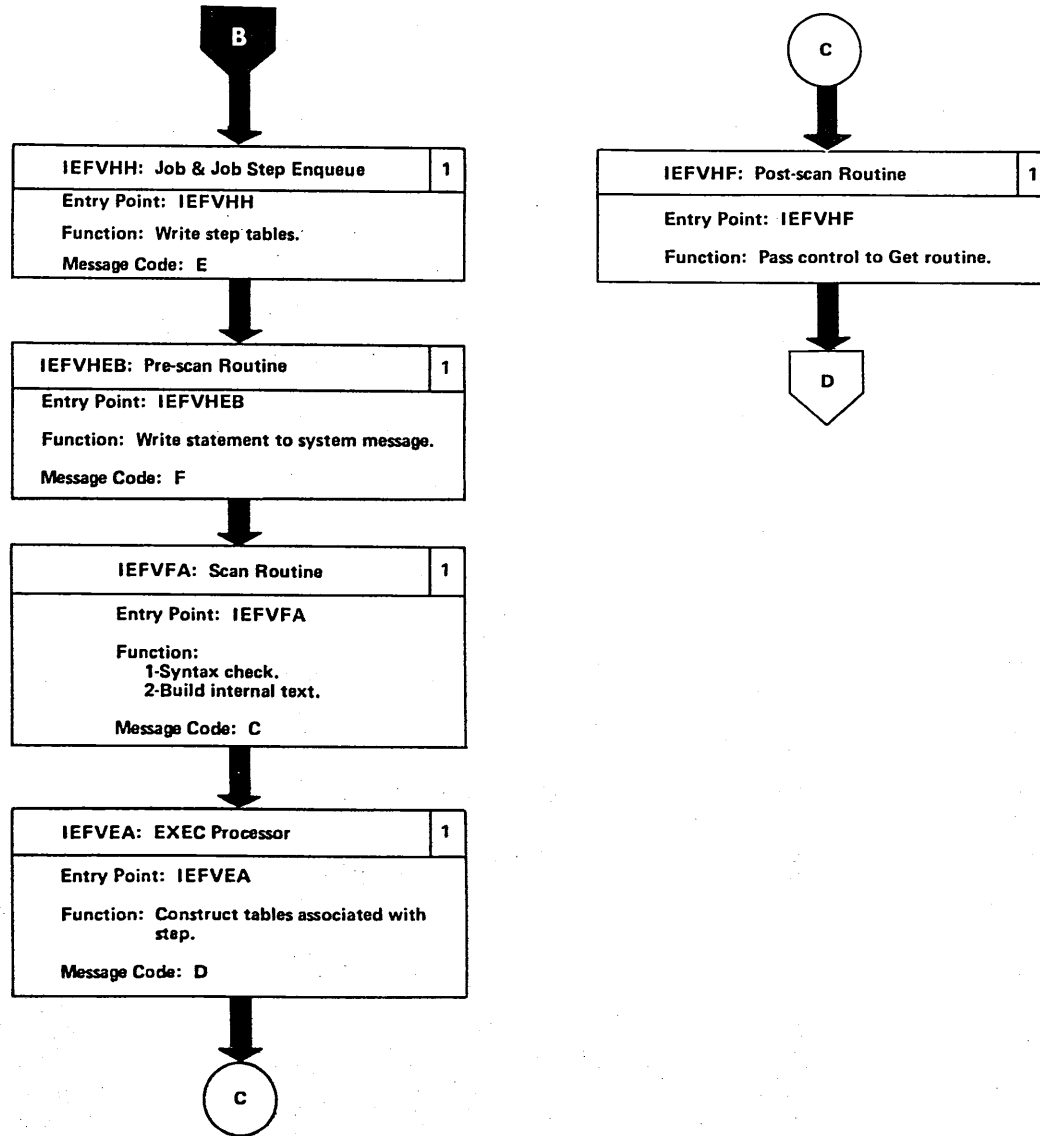 B
IEFVHH: Job & Job Step Enqueue 1
Entry Point: IEFVHH
Function: Write step tables.
Message Code: E
IEFVHEB: Pre-scan Routine 1
Entry Point: IEFVHEB
Function: Write statement to system message.
Message Code: F
IEFVFA: Scan Routine 1
Entry Point: IEFVFA
Function:
1-Syntax check.
2-Build internal text.
Message Code: C
IEFVEA: EXEC Processor 1
Entry Point: IEFVEA
Function: Construct tables associated with
step.
Message Code: D
C
C
IEFVHF: Post-scan Routine 1
Entry Point: IEFVHF
Function: Pass control to Get routine.
D